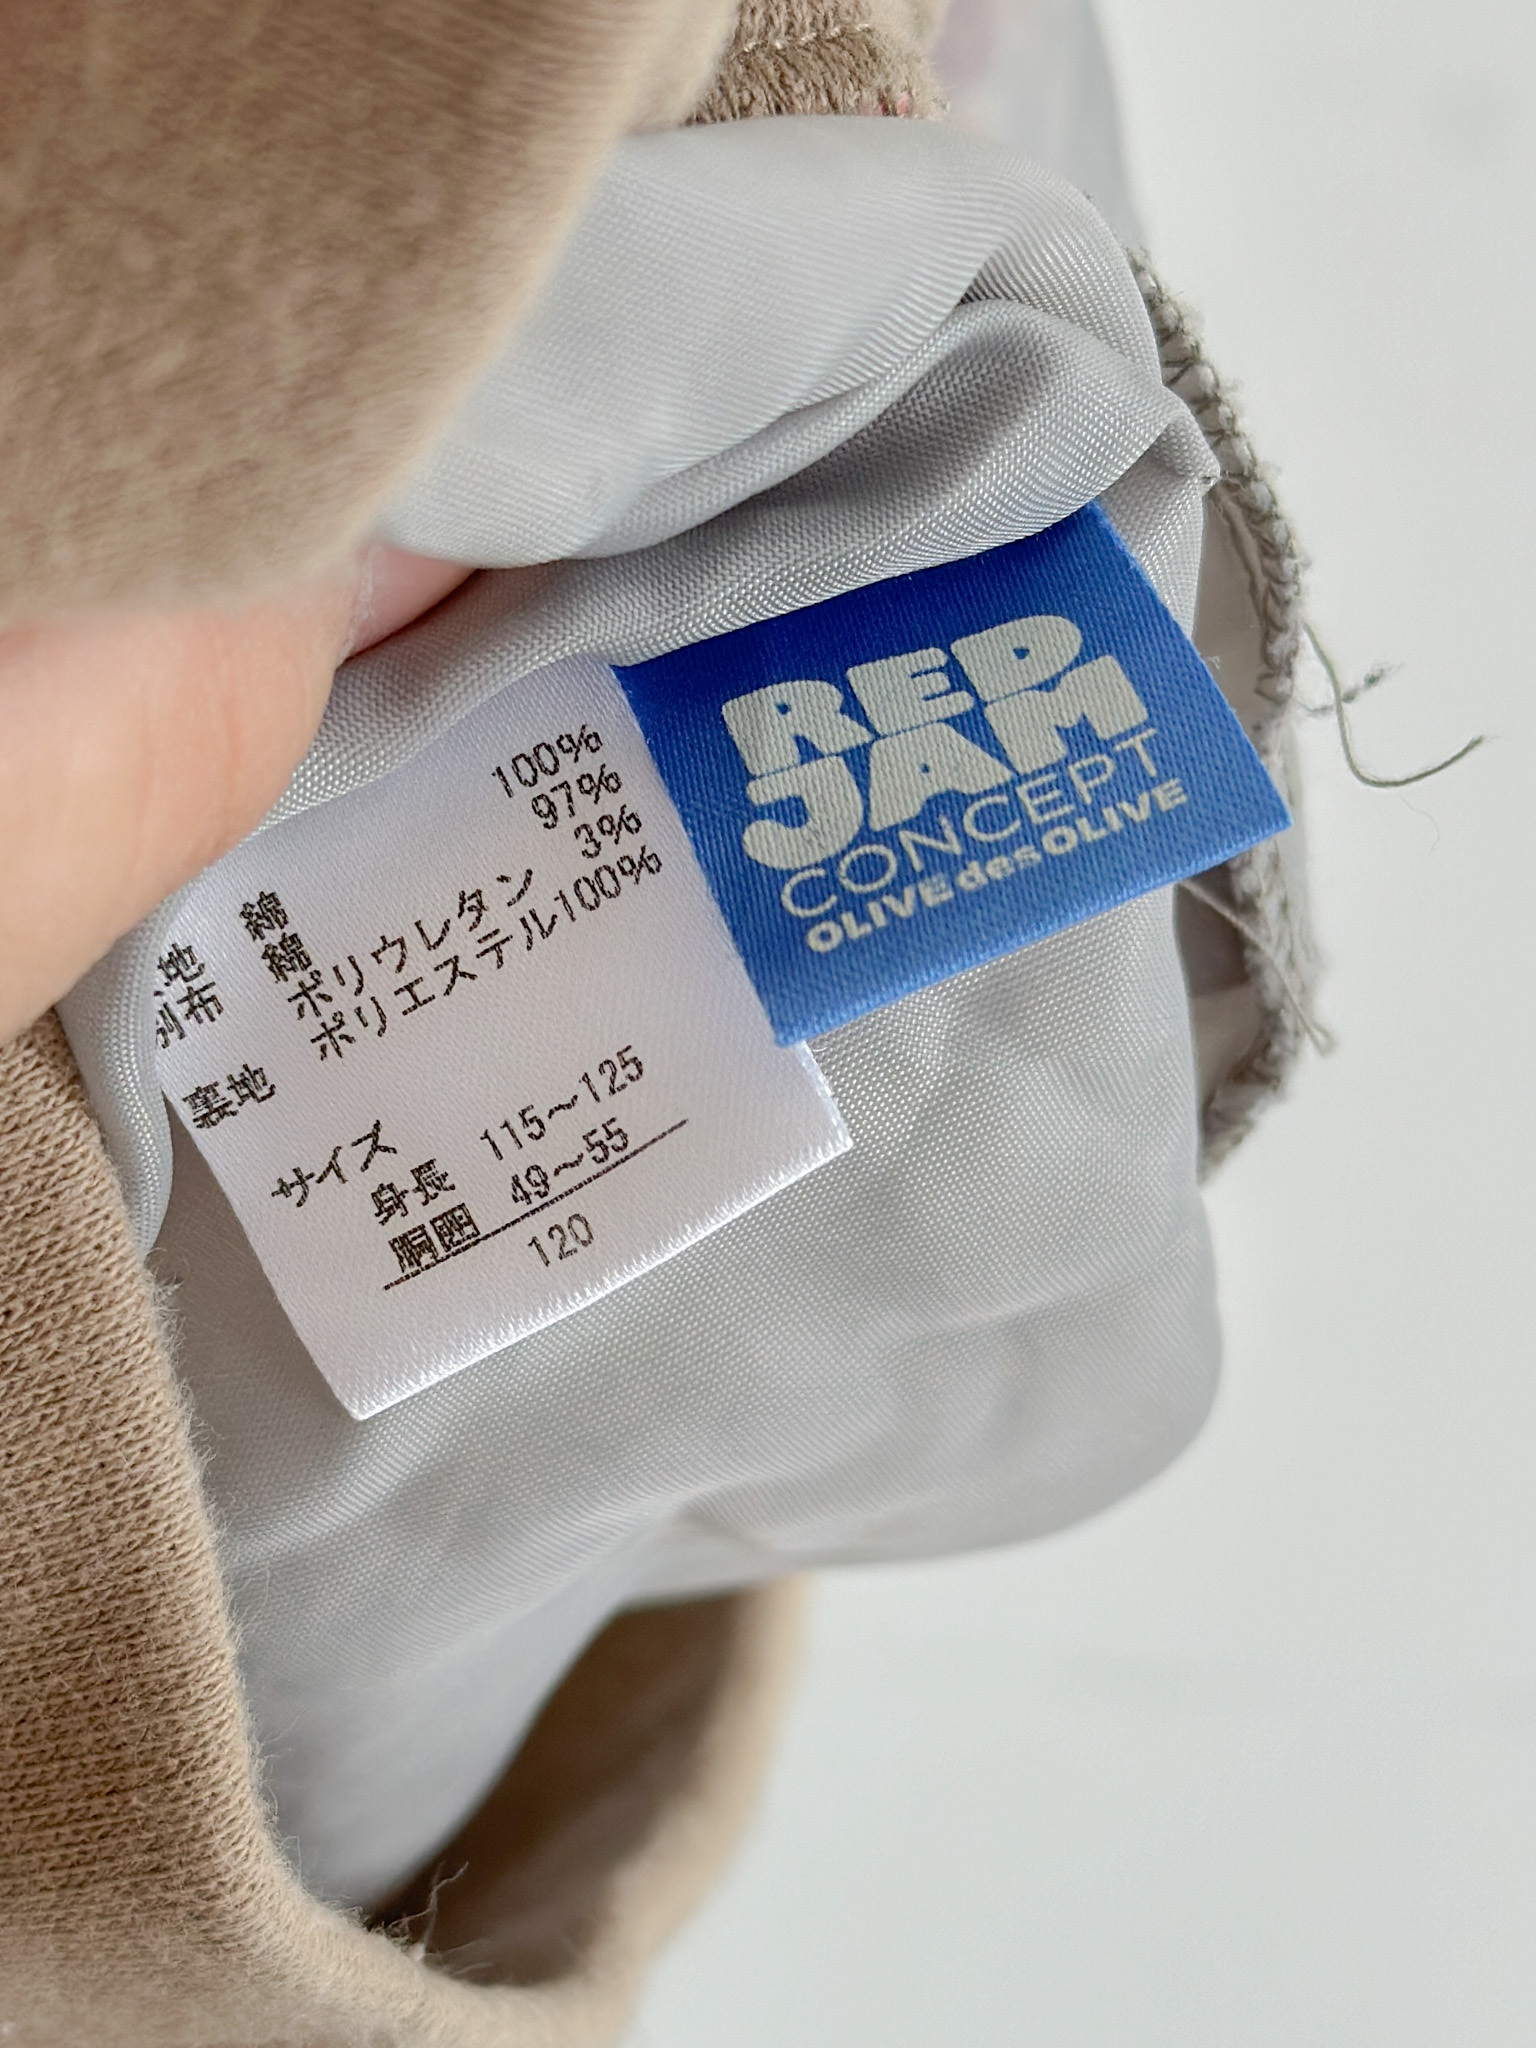 RED
JAM
CONCEPT
OLIVE des OLIVE
地 綿 100%
別布 綿 97%
ポリウレタン 3%
裏地 ポリエステル100%
サイズ
身長 115～125
胴囲 49～55
120